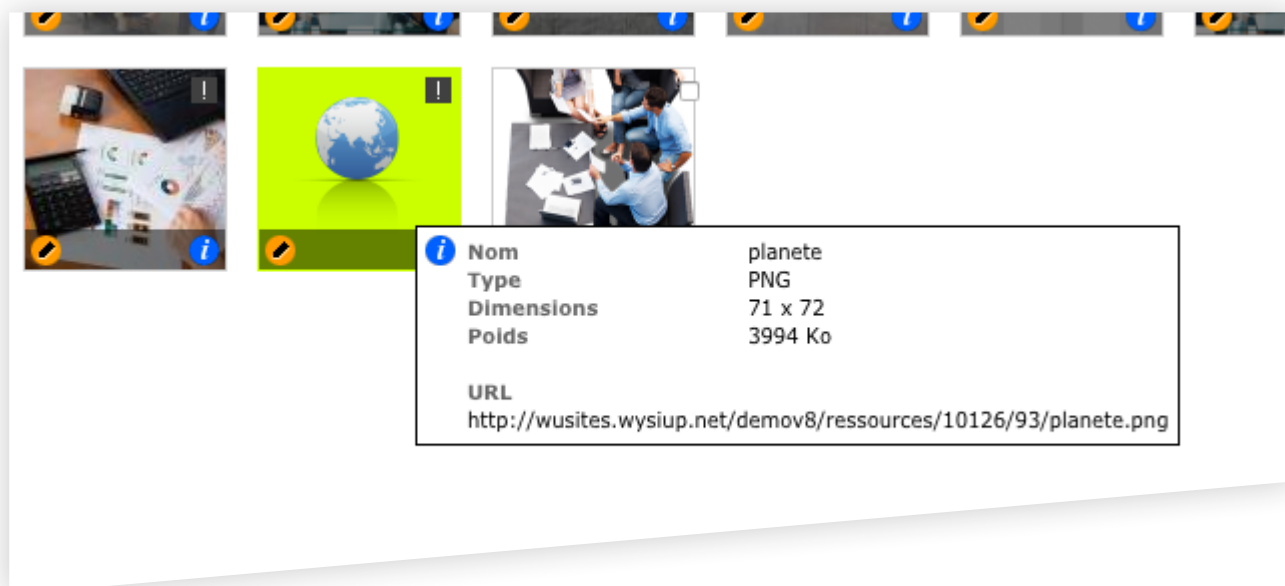 ! !
i Nom planete
Type PNG
Dimensions 71 x 72
Poids 3994 Ko
URL
http://wusites.wysiup.net/demov8/ressources/10126/93/planete.png